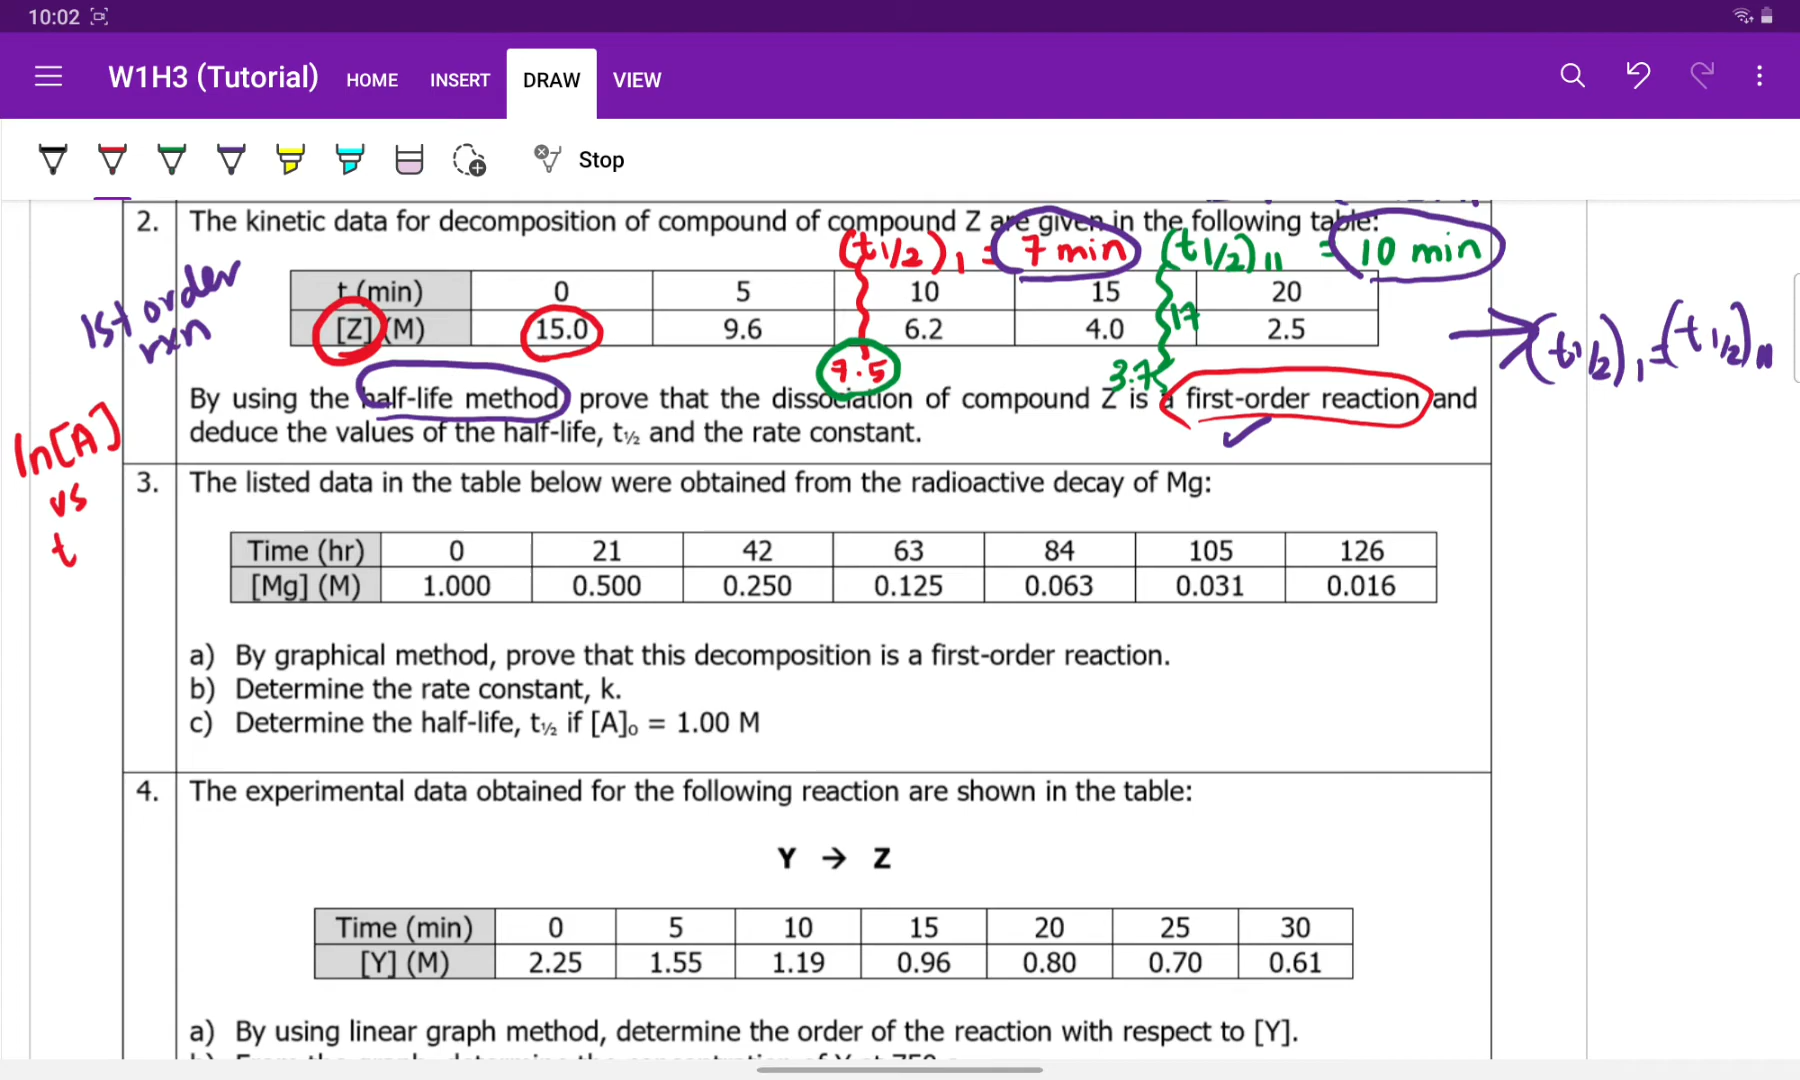 10:02
W1H3 (Tutorial) HOME INSERT DRAW VIEW
Stop
2. The kinetic data for decomposition of compound of compound Z are given in the following table:
(t1/2)I = 7 min (t1/2)II = 10 min
1st order rxn
t (min) 0 5 10 15 20
[Z] (M) 15.0 9.6 6.2 4.0 2.5
17
7.5 3.7
→ (t1/2)I = (t1/2)II
By using the half-life method prove that the dissociation of compound Z is a first-order reaction and
deduce the values of the half-life, t½ and the rate constant.
ln[A]
vs
t
3. The listed data in the table below were obtained from the radioactive decay of Mg:
Time (hr) 0 21 42 63 84 105 126
[Mg] (M) 1.000 0.500 0.250 0.125 0.063 0.031 0.016
a) By graphical method, prove that this decomposition is a first-order reaction.
b) Determine the rate constant, k.
c) Determine the half-life, t½ if [A]₀ = 1.00 M
4. The experimental data obtained for the following reaction are shown in the table:
Y → Z
Time (min) 0 5 10 15 20 25 30
[Y] (M) 2.25 1.55 1.19 0.96 0.80 0.70 0.61
a) By using linear graph method, determine the order of the reaction with respect to [Y].